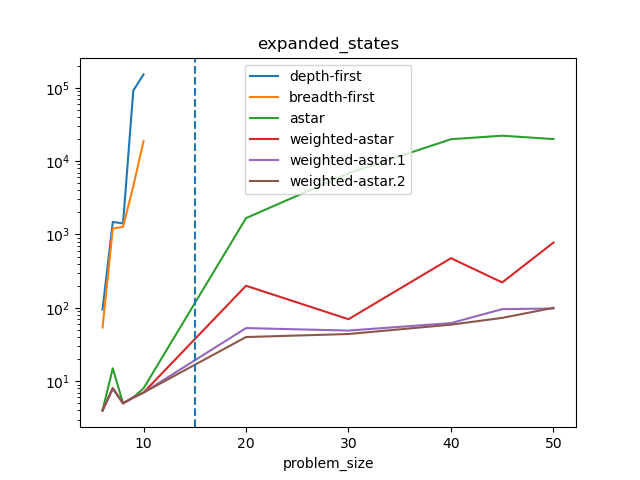 expanded_states
depth-first
breadth-first
astar
weighted-astar
weighted-astar.1
weighted-astar.2
10^5
10^4
10^3
10^2
10^1
10 20 30 40 50
problem_size